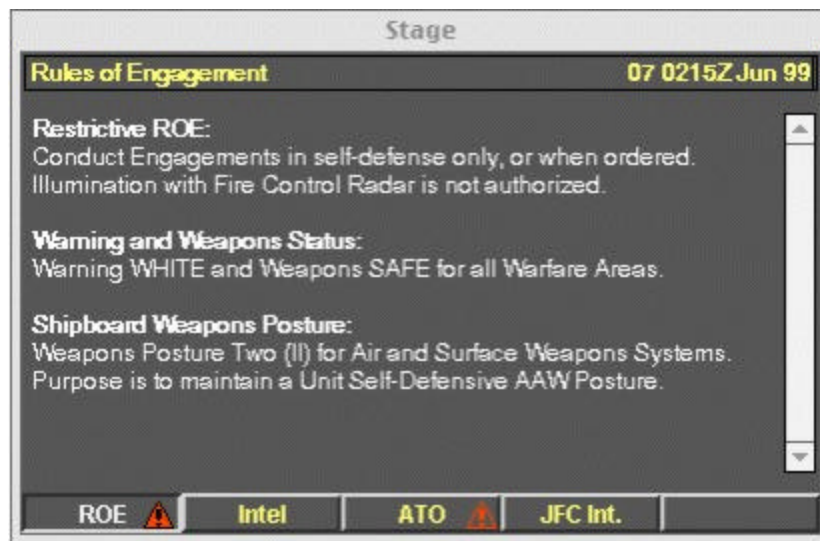 Stage
Rules of Engagement 07 0215Z Jun 99
Restrictive ROE:
Conduct Engagements in self-defense only, or when ordered.
Illumination with Fire Control Radar is not authorized.
Warning and Weapons Status:
Warning WHITE and Weapons SAFE for all Warfare Areas.
Shipboard Weapons Posture:
Weapons Posture Two (II) for Air and Surface Weapons Systems.
Purpose is to maintain a Unit Self-Defensive AAW Posture.
ROE Intel ATO JFC Int.